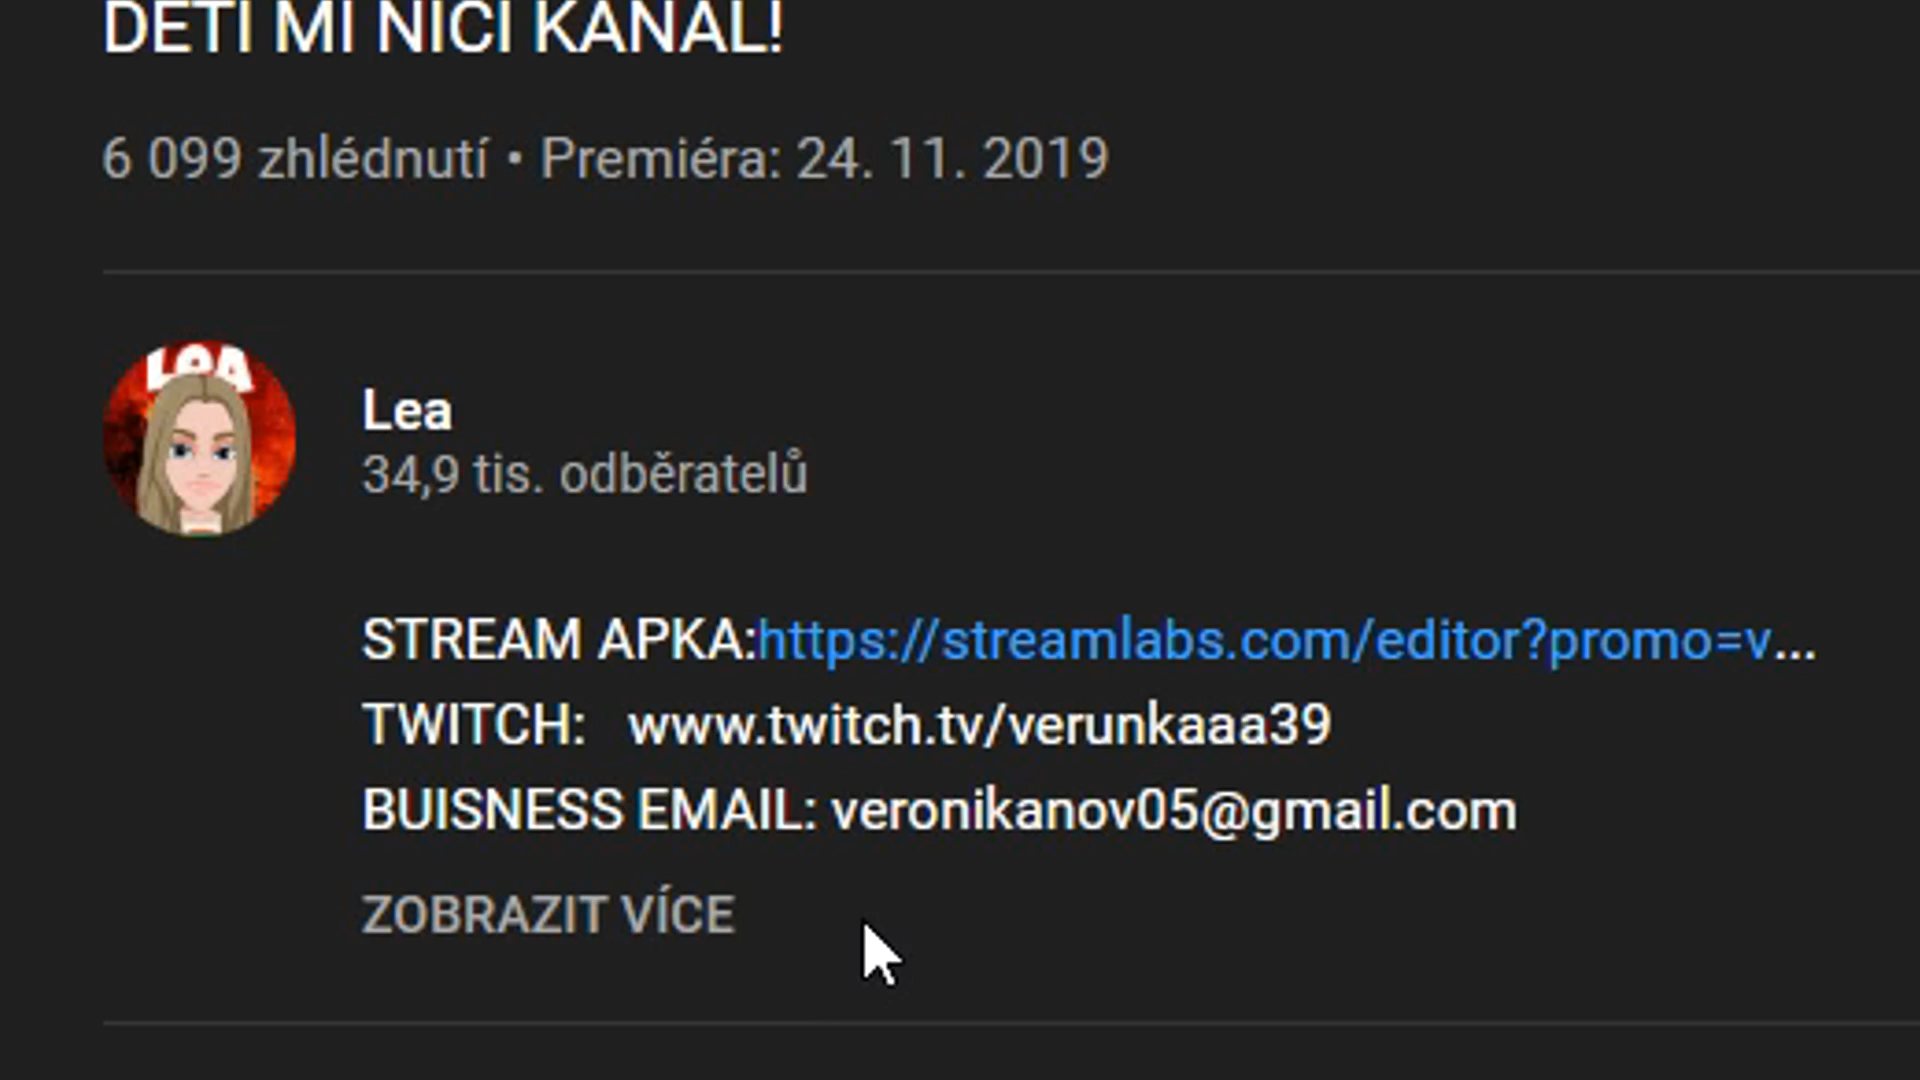 DĚTI MI NIČÍ KANÁL!
6 099 zhlédnutí • Premiéra: 24. 11. 2019
LeA
Lea
34,9 tis. odběratelů
STREAM APKA:https://streamlabs.com/editor?promo=v...
TWITCH: www.twitch.tv/verunkaaa39
BUISNESS EMAIL: veronikanov05@gmail.com
ZOBRAZIT VÍCE